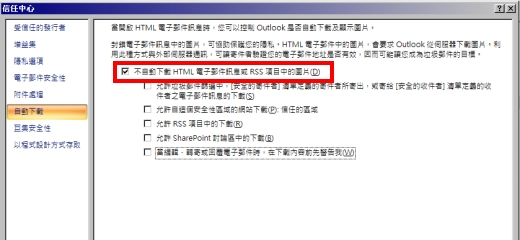 信任中心
受信任的發行者
增益集
隱私選項
電子郵件安全性
附件處理
自動下載
巨集安全性
以程式設計方式存取
當開啟 HTML 電子郵件訊息時，您可以控制 Outlook 是否自動下載及顯示圖片。
封鎖電子郵件訊息中的圖片，可協助保護您的隱私，HTML 電子郵件中的圖片，會要求 Outlook 從伺服器下載圖片，利
用此種方式與外部伺服器通訊，可讓寄件者驗證您的電子郵件地址是否有效，因而可能讓您成為垃圾郵件的目標。
不自動下載 HTML 電子郵件訊息或 RSS 項目中的圖片(D)
允許垃圾郵件篩選中，[安全的寄件者] 清單定義的寄件者所寄出，或寄給 [安全的收件者] 清單定義的收
件者之電子郵件訊息的下載(S)
允許自這個安全性區域的網站下載(P): 信任的區域
允許 RSS 項目中的下載(R)
允許 SharePoint 討論區中的下載(B)
當編輯、轉寄或回覆電子郵件時，在下載內容前先警告我(W)